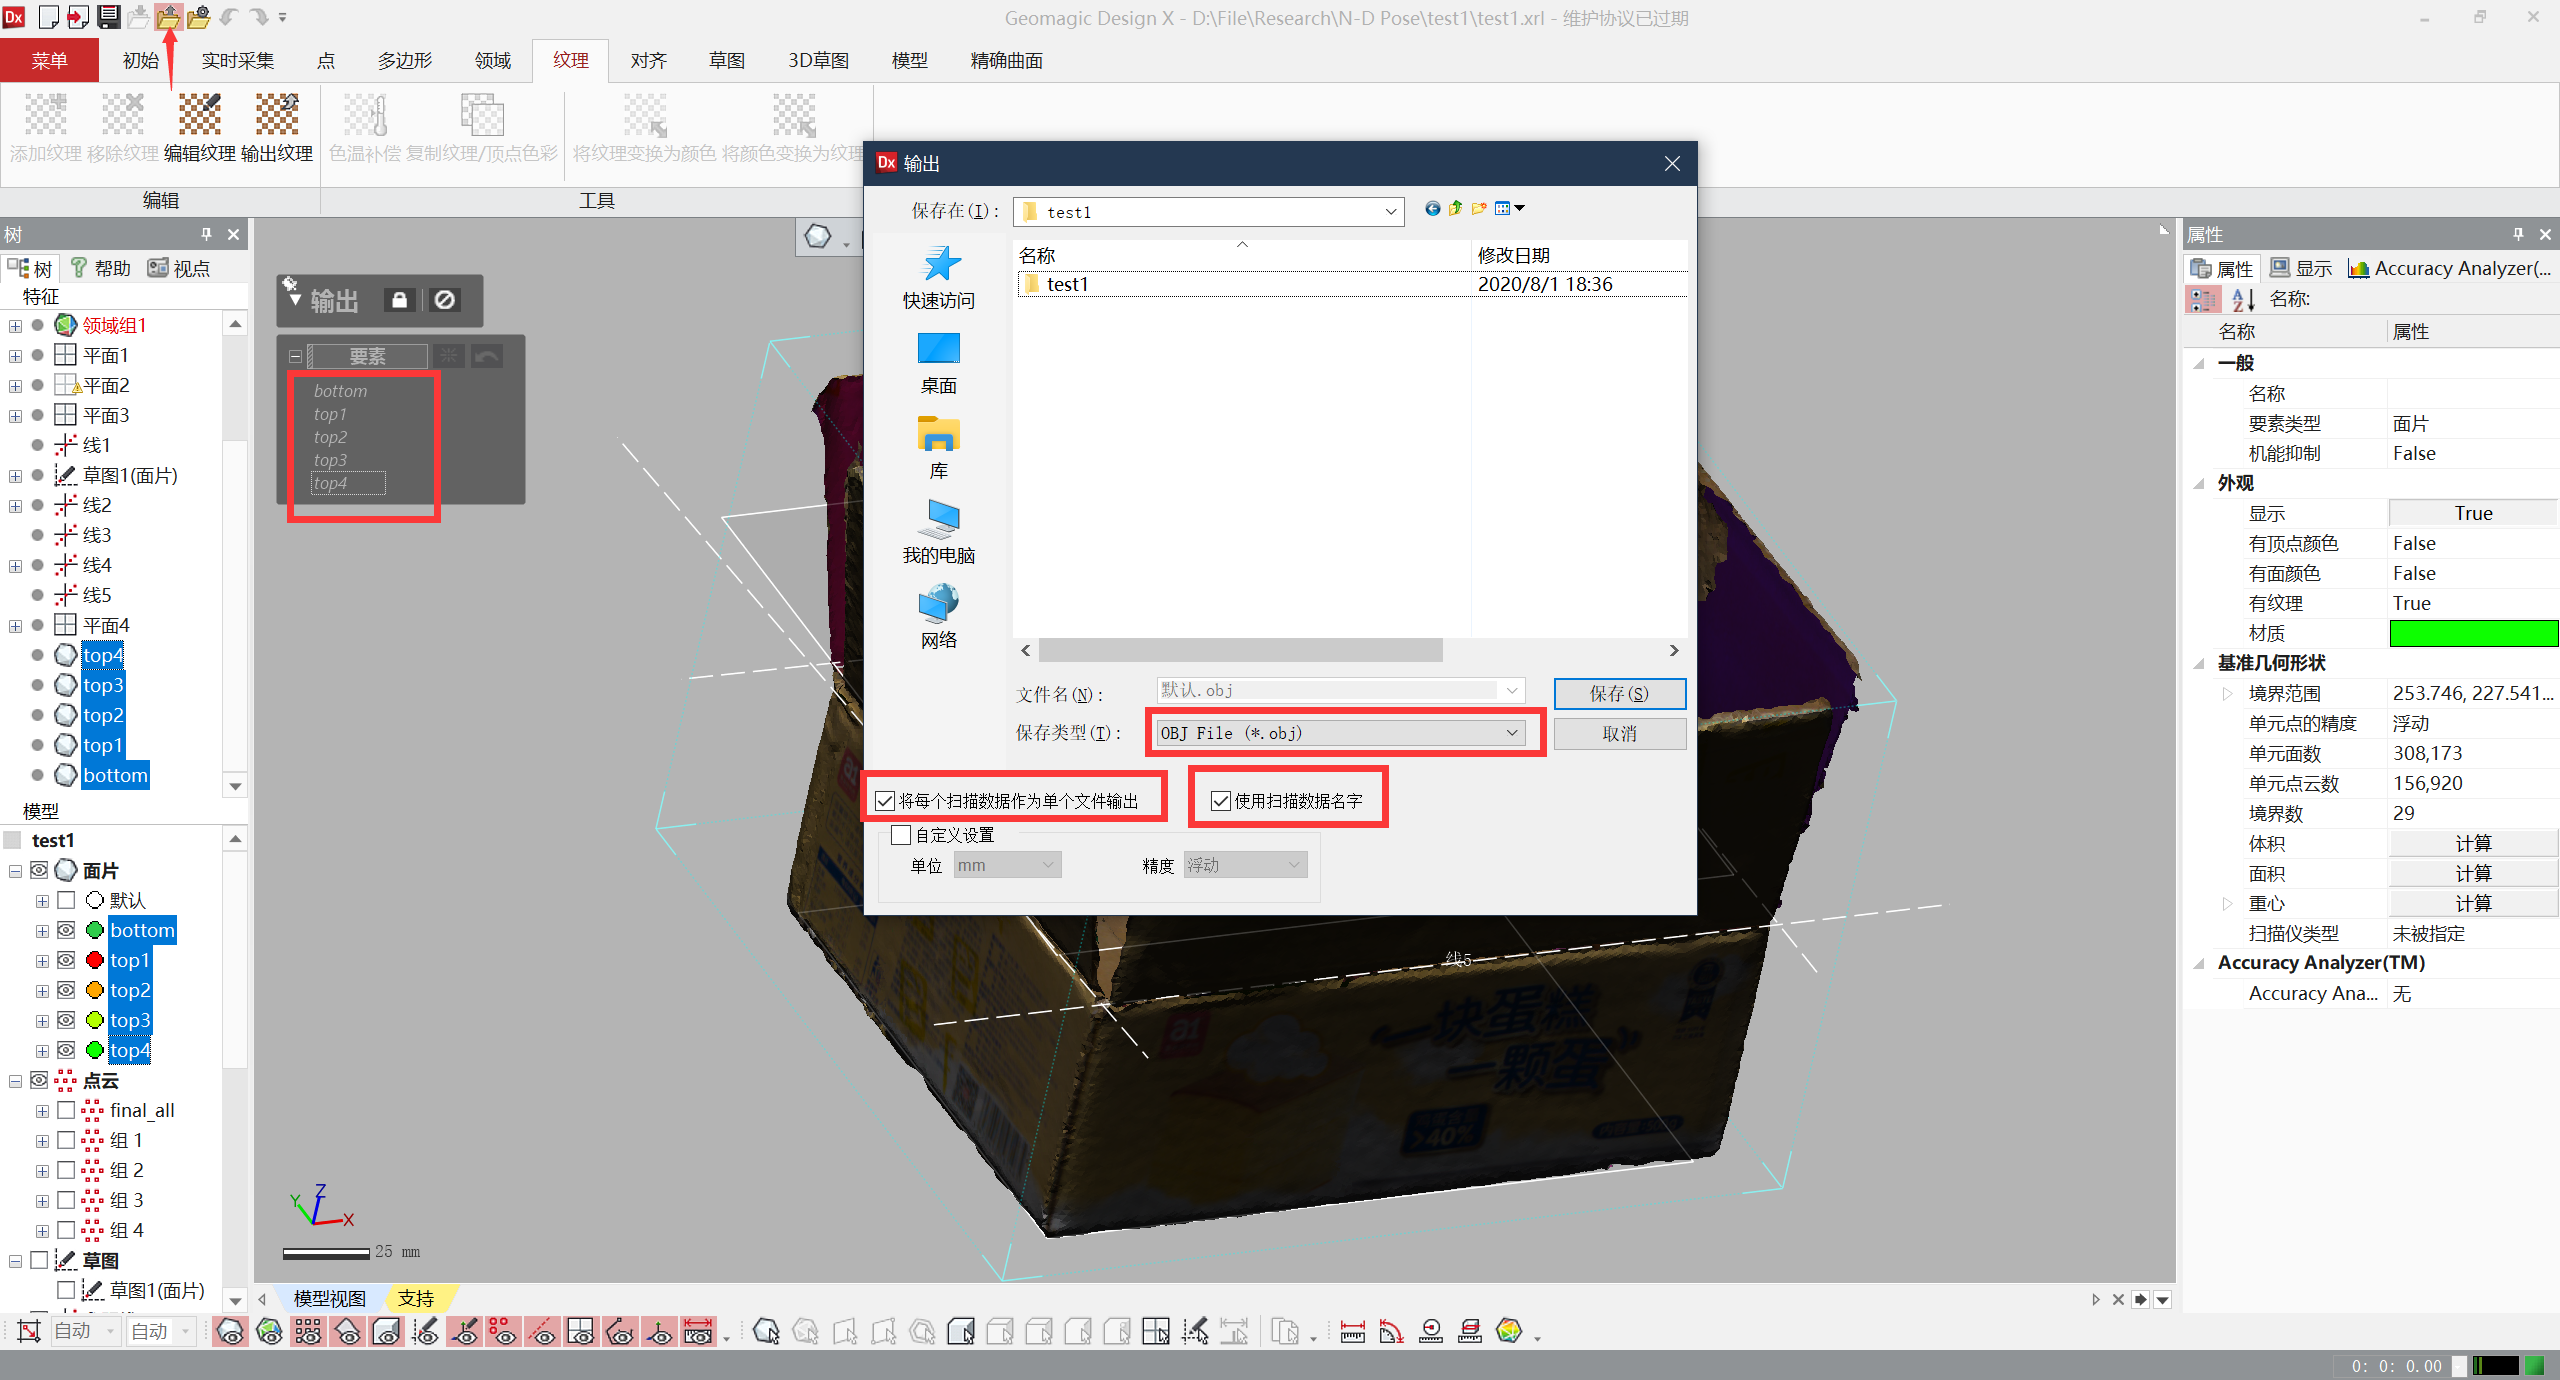 Dx
Geomagic Design X - D:\File\Research\N-D Pose\test1\test1.xrl - 维护协议已过期
菜单 初始 实时采集 点 多边形 领域 纹理 对齐 草图 3D草图 模型 精确曲面
添加纹理 移除纹理 编辑纹理 输出纹理 色温补偿 复制纹理/顶点色彩 将纹理变换为颜色 将颜色变换为纹理
编辑 工具
树
树 帮助 视点
特征
领域组1
平面1
平面2
平面3
线1
草图1(面片)
线2
线3
线4
线5
平面4
top4
top3
top2
top1
bottom
模型
test1
面片
默认
bottom
top1
top2
top3
top4
点云
final_all
组 1
组 2
组 3
组 4
草图
草图1(面片)
输出
要素
bottom
top1
top2
top3
top4
Dx 输出
保存在(I): test1
名称 修改日期
test1 2020/8/1 18:36
快速访问
桌面
库
我的电脑
网络
文件名(N): 默认.obj 保存(S)
保存类型(T): OBJ File (*.obj) 取消
将每个扫描数据作为单个文件输出 使用扫描数据名字
自定义设置
单位 mm 精度 浮动
线5
a1
一块蛋糕
一颗蛋
>40%
Z
Y
X
25 mm
模型视图 支持
自动 自动
属性
属性 显示 Accuracy Analyzer(...
名称:
名称 属性
一般
名称
要素类型 面片
机能抑制 False
外观
显示 True
有顶点颜色 False
有面颜色 False
有纹理 True
材质
基准几何形状
境界范围 253.746, 227.541...
单元点的精度 浮动
单元面数 308,173
单元点云数 156,920
境界数 29
体积 计算
面积 计算
重心 计算
扫描仪类型 未被指定
Accuracy Analyzer(TM)
Accuracy Ana... 无
0: 0: 0.00